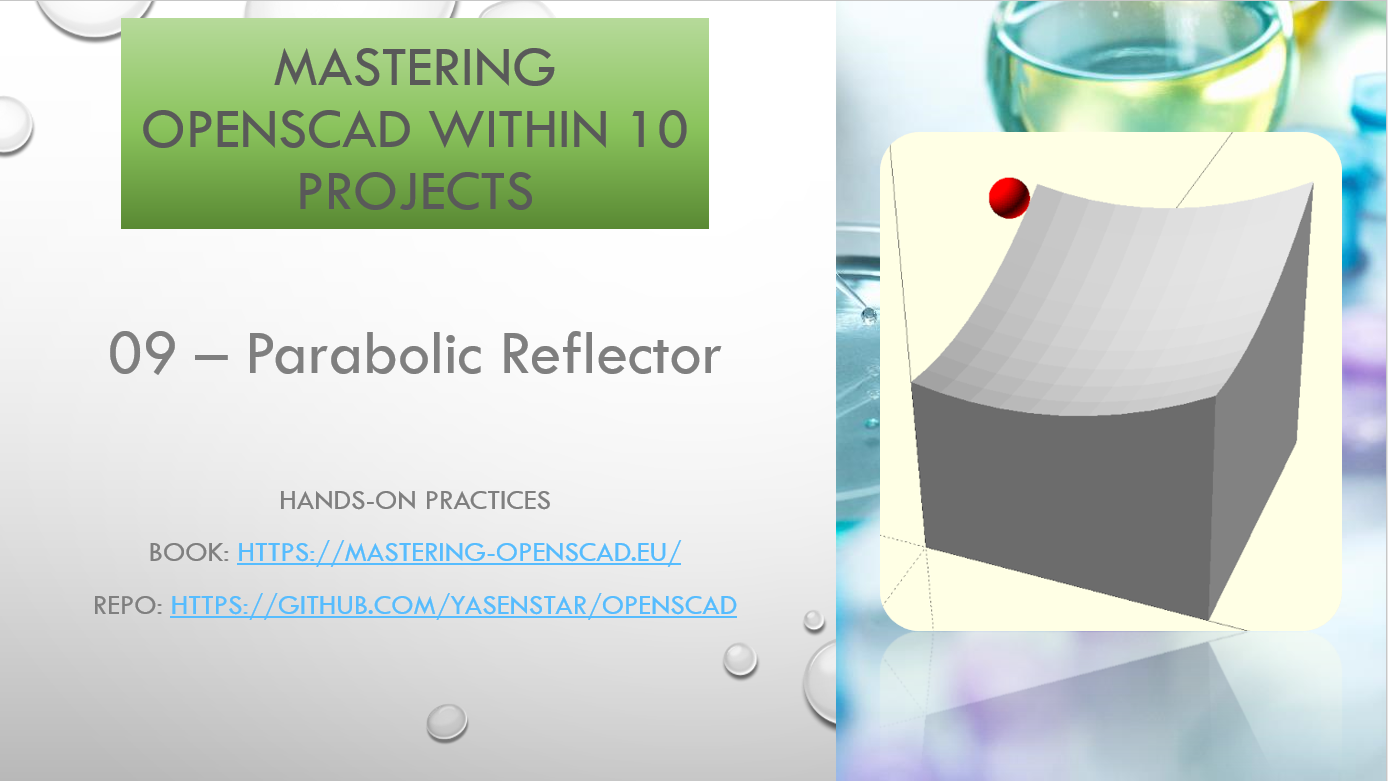 MASTERING
OPENSCAD WITHIN 10
PROJECTS
09 – Parabolic Reflector
HANDS-ON PRACTICES
BOOK: HTTPS://MASTERING-OPENSCAD.EU/
REPO: HTTPS://GITHUB.COM/YASENSTAR/OPENSCAD